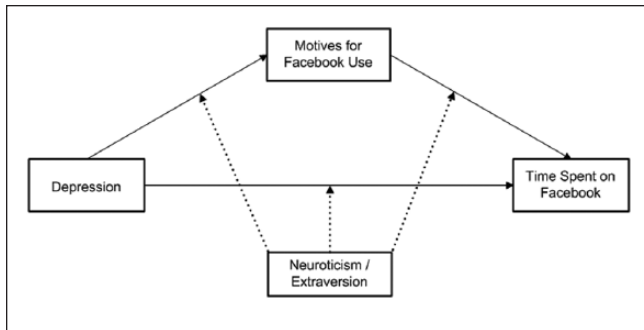 Motives for
Facebook Use
Depression
Time Spent on
Facebook
Neuroticism /
Extraversion